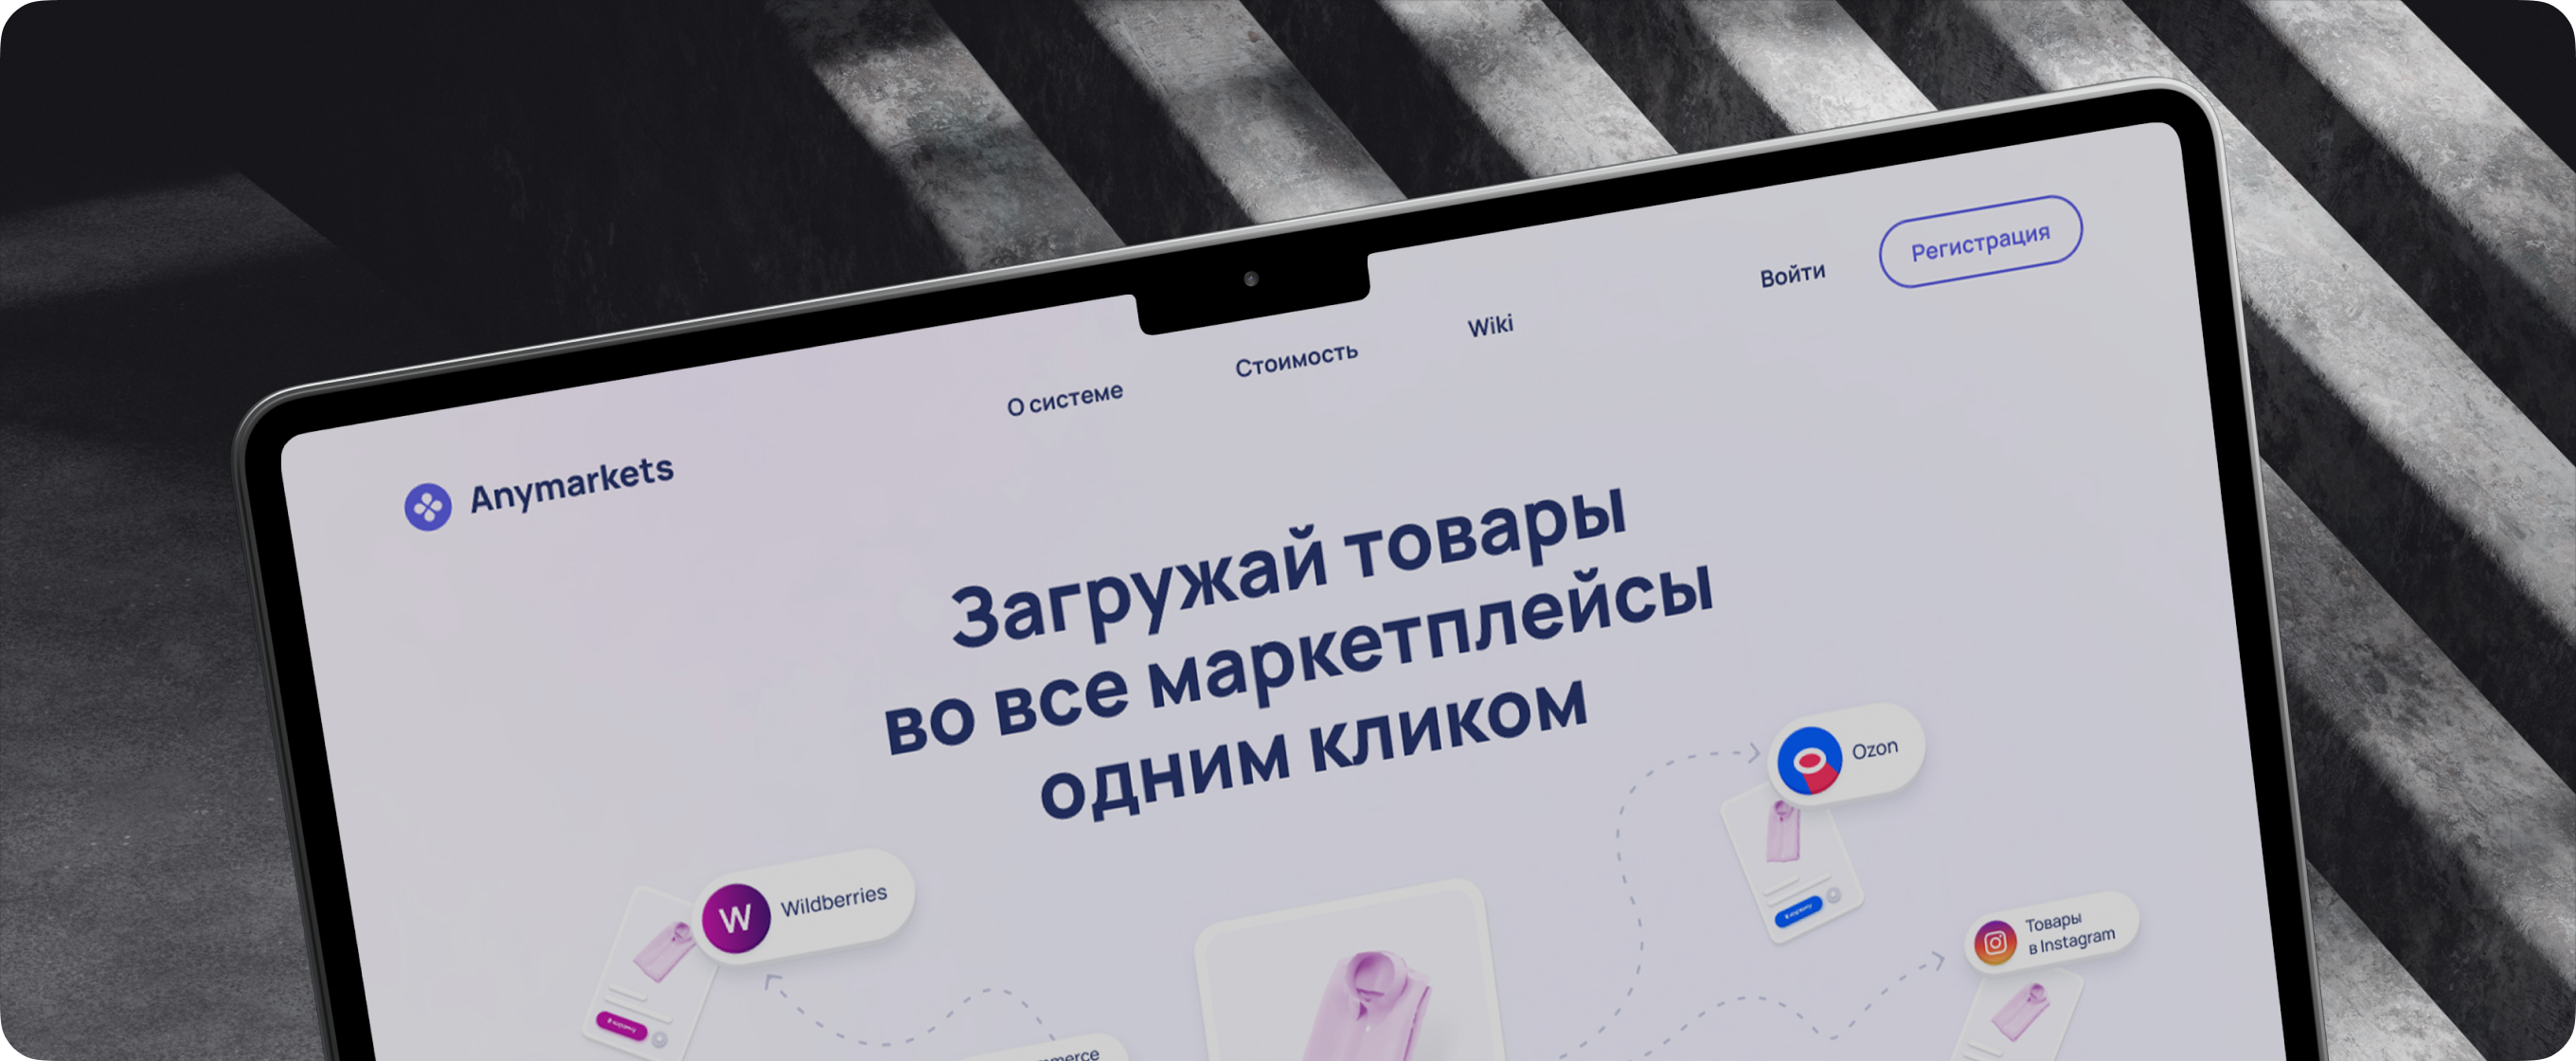 О системе
Стоимость
Wiki
Войти
Регистрация
Anymarkets
Загружай товары
во все маркетплейсы
одним кликом
Ozon
Wildberries
Товары
в Instagram